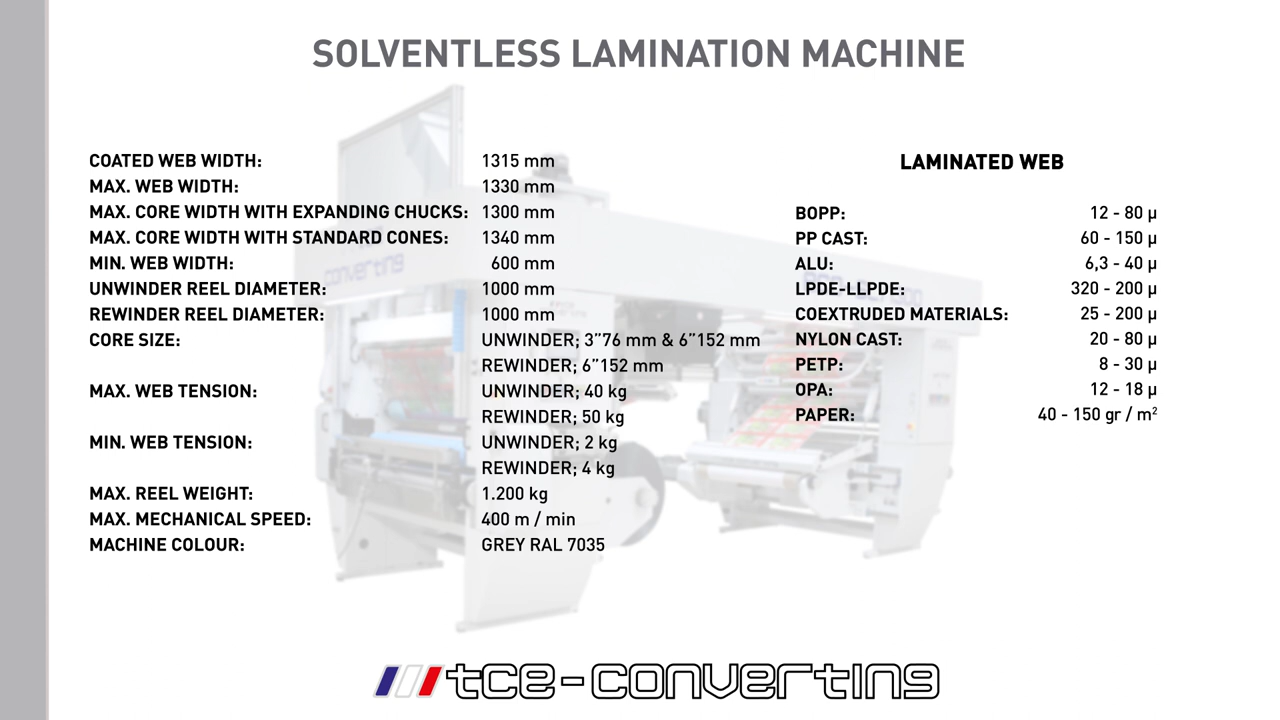 SOLVENTLESS LAMINATION MACHINE
COATED WEB WIDTH: 1315 mm
MAX. WEB WIDTH: 1330 mm
MAX. CORE WIDTH WITH EXPANDING CHUCKS: 1300 mm
MAX. CORE WIDTH WITH STANDARD CONES: 1340 mm
MIN. WEB WIDTH: 600 mm
UNWINDER REEL DIAMETER: 1000 mm
REWINDER REEL DIAMETER: 1000 mm
CORE SIZE: UNWINDER; 3”76 mm & 6”152 mm
REWINDER; 6”152 mm
MAX. WEB TENSION: UNWINDER; 40 kg
REWINDER; 50 kg
MIN. WEB TENSION: UNWINDER; 2 kg
REWINDER; 4 kg
MAX. REEL WEIGHT: 1.200 kg
MAX. MECHANICAL SPEED: 400 m / min
MACHINE COLOUR: GREY RAL 7035
LAMINATED WEB
BOPP: 12 - 80 µ
PP CAST: 60 - 150 µ
ALU: 6,3 - 40 µ
LPDE-LLPDE: 320 - 200 µ
COEXTRUDED MATERIALS: 25 - 200 µ
NYLON CAST: 20 - 80 µ
PETP: 8 - 30 µ
OPA: 12 - 18 µ
PAPER: 40 - 150 gr / m²
converting
tce-converting